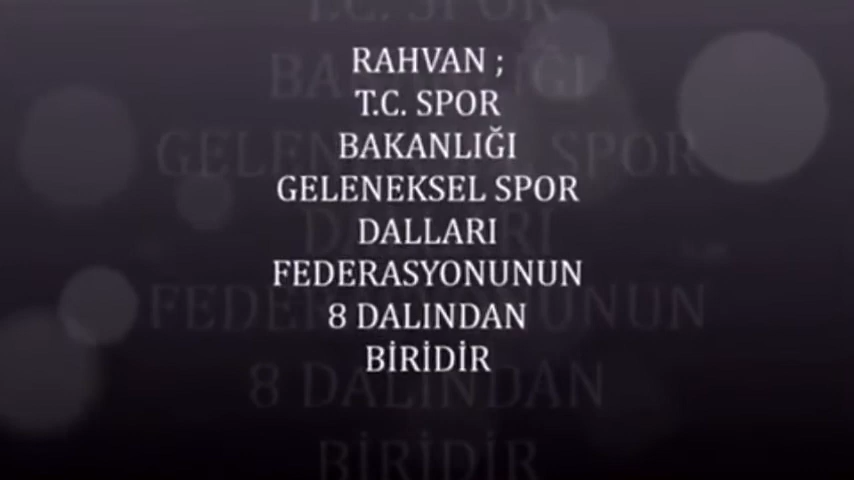 RAHVAN ;
T.C. SPOR
BAKANLIĞI
GELENEKSEL SPOR
DALLARI
FEDERASYONUNUN
8 DALINDAN
BİRİDİR